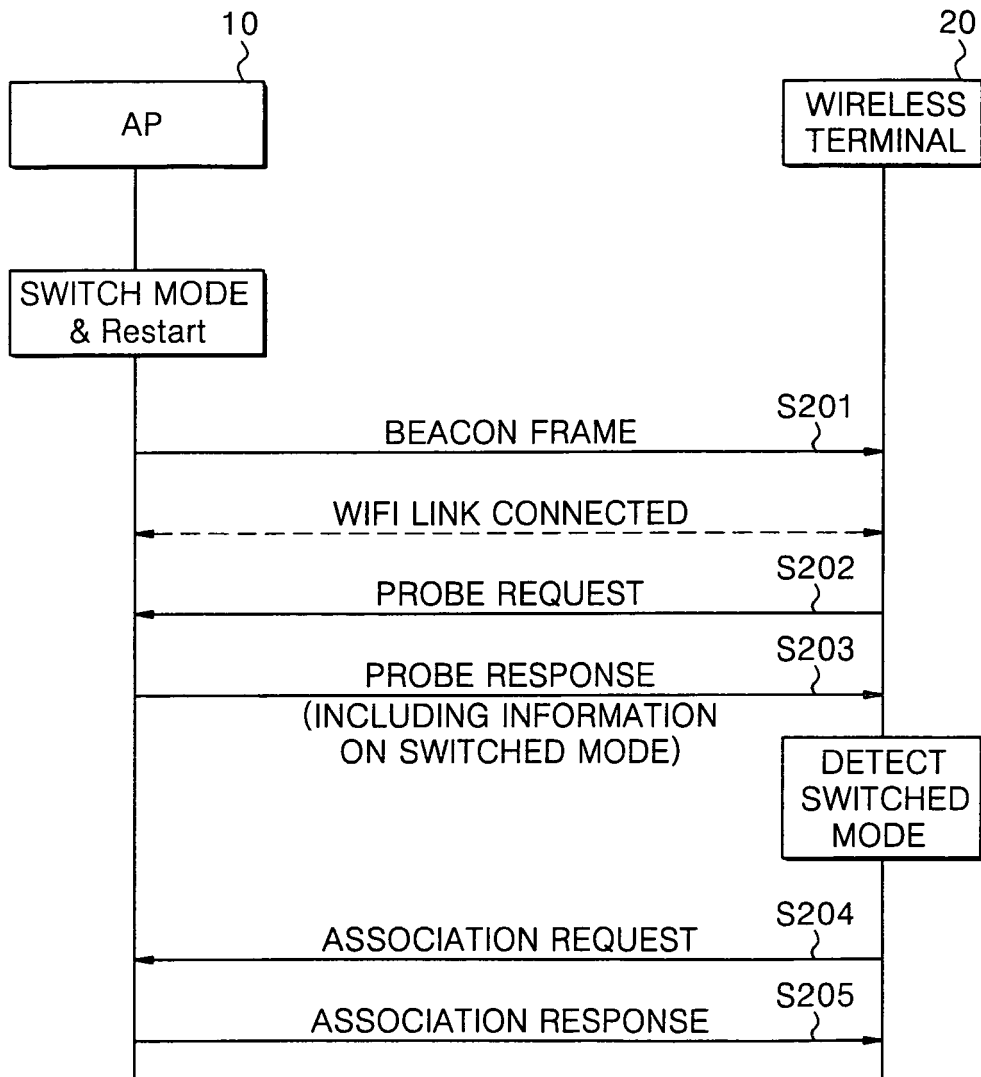 10
20
AP
WIRELESS
TERMINAL
SWITCH MODE
& Restart
S201
BEACON FRAME
WIFI LINK CONNECTED
S202
PROBE REQUEST
S203
PROBE RESPONSE
(INCLUDING INFORMATION
ON SWITCHED MODE)
DETECT
SWITCHED
MODE
S204
ASSOCIATION REQUEST
S205
ASSOCIATION RESPONSE